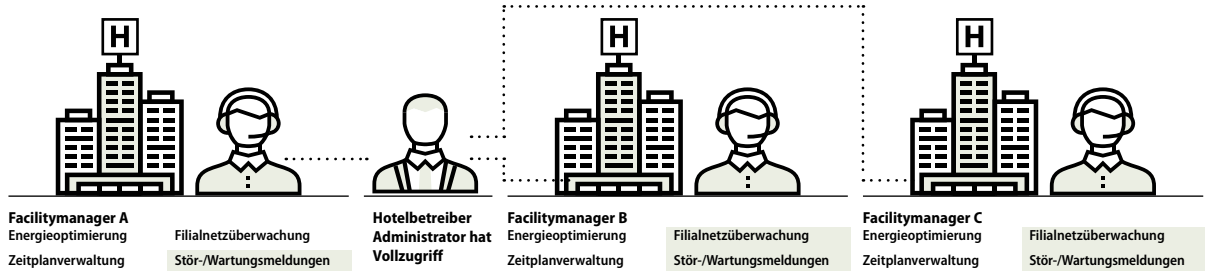 H
H
H
Facilitymanager A
Energieoptimierung
Filialnetzüberwachung
Zeitplanverwaltung
Stör-/Wartungsmeldungen
Hotelbetreiber
Administrator hat
Vollzugriff
Facilitymanager B
Energieoptimierung
Filialnetzüberwachung
Zeitplanverwaltung
Stör-/Wartungsmeldungen
Facilitymanager C
Energieoptimierung
Filialnetzüberwachung
Zeitplanverwaltung
Stör-/Wartungsmeldungen